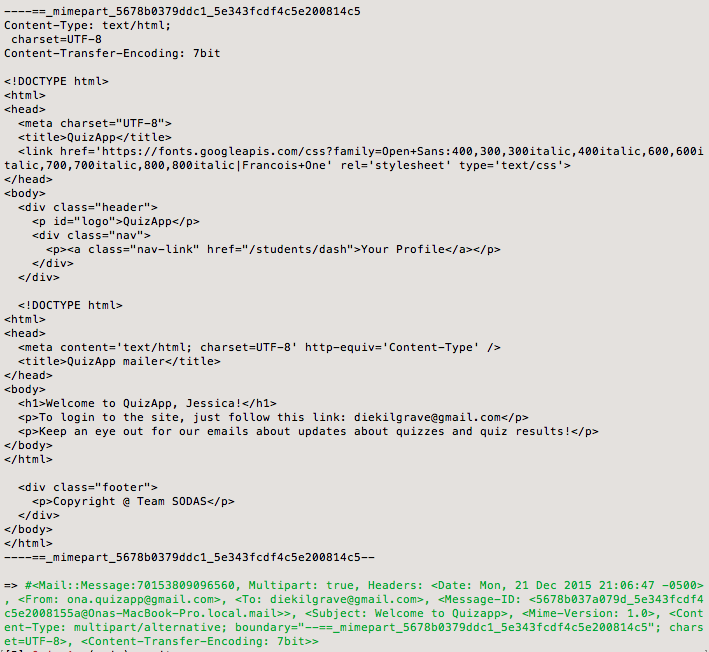 ----==_mimepart_5678b0379ddc1_5e343fcdf4c5e200814c5
Content-Type: text/html;
 charset=UTF-8
Content-Transfer-Encoding: 7bit

<!DOCTYPE html>
<html>
<head>
  <meta charset="UTF-8">
  <title>QuizApp</title>
  <link href='https://fonts.googleapis.com/css?family=Open+Sans:400,300,300italic,400italic,600,600i
talic,700,700italic,800,800italic|Francois+One' rel='stylesheet' type='text/css'>
</head>
<body>
  <div class="header">
    <p id="logo">QuizApp</p>
    <div class="nav">
      <p><a class="nav-link" href="/students/dash">Your Profile</a></p>
    </div>
  </div>

  <!DOCTYPE html>
<html>
<head>
  <meta content='text/html; charset=UTF-8' http-equiv='Content-Type' />
  <title>QuizApp mailer</title>
</head>
<body>
  <h1>Welcome to QuizApp, Jessica!</h1>
  <p>To login to the site, just follow this link: diekilgrave@gmail.com</p>
  <p>Keep an eye out for our emails about updates about quizzes and quiz results!</p>
</body>
</html>

  <div class="footer">
    <p>Copyright @ Team SODAS</p>
  </div>
</body>
</html>
----==_mimepart_5678b0379ddc1_5e343fcdf4c5e200814c5--

=> #<Mail::Message:70153809096560, Multipart: true, Headers: <Date: Mon, 21 Dec 2015 21:06:47 -0500>
, <From: ona.quizapp@gmail.com>, <To: diekilgrave@gmail.com>, <Message-ID: <5678b037a079d_5e343fcdf4
c5e2008155a@Onas-MacBook-Pro.local.mail>>, <Subject: Welcome to Quizapp>, <Mime-Version: 1.0>, <Cont
ent-Type: multipart/alternative; boundary="--==_mimepart_5678b0379ddc1_5e343fcdf4c5e200814c5"; chars
et=UTF-8>, <Content-Transfer-Encoding: 7bit>>